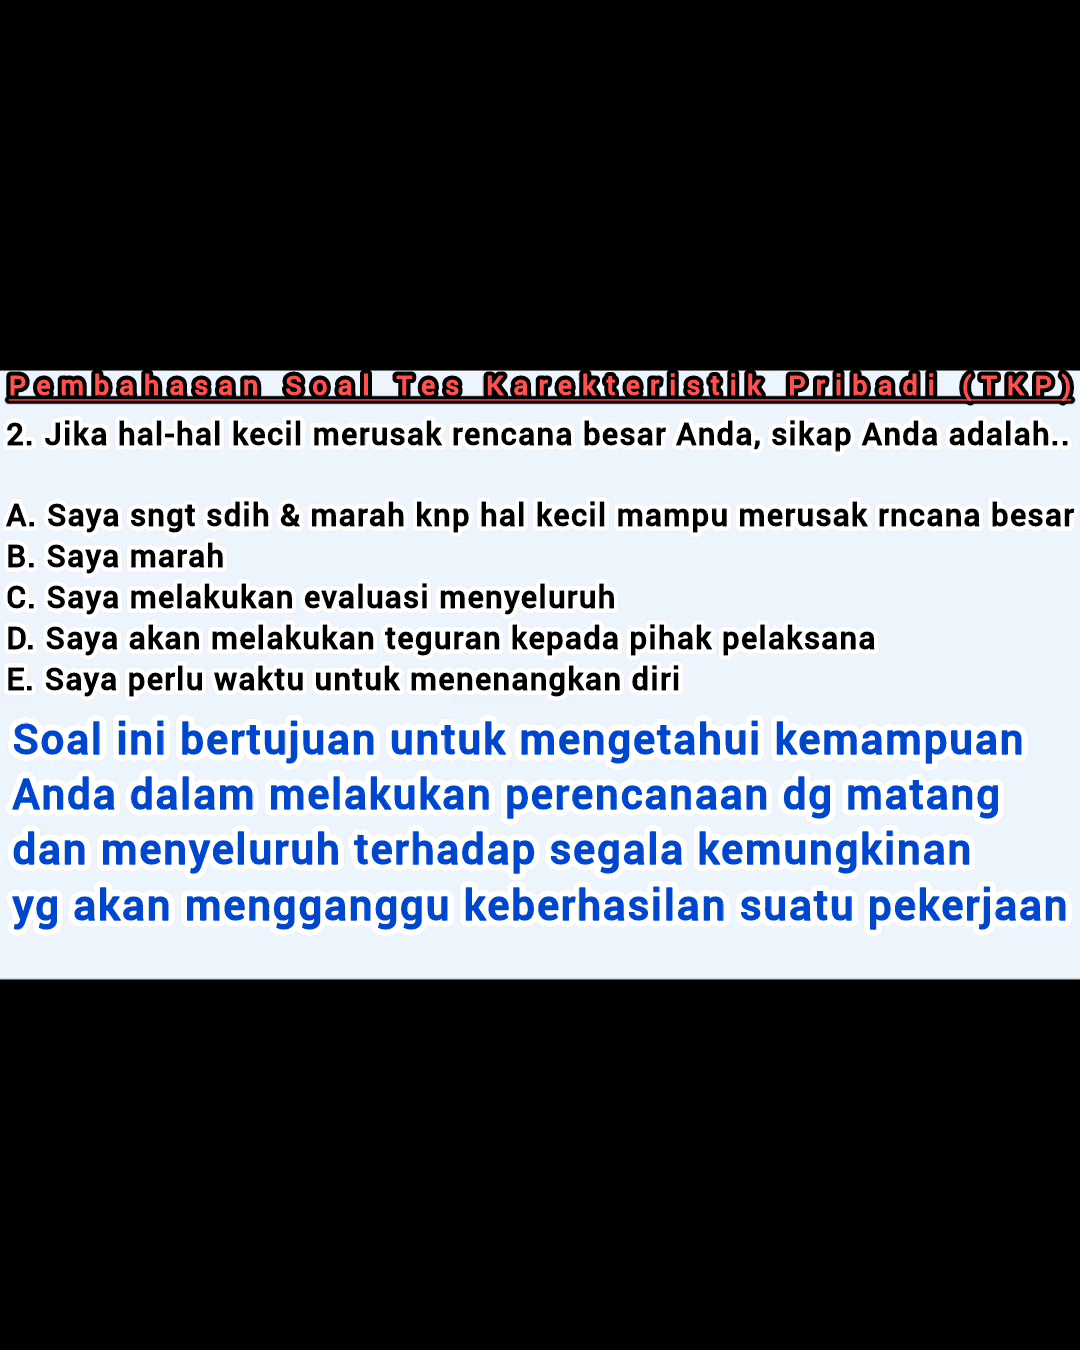 Pembahasan Soal Tes Karekteristik Pribadi (TKP)
2. Jika hal-hal kecil merusak rencana besar Anda, sikap Anda adalah..
A. Saya sngt sdih & marah knp hal kecil mampu merusak rncana besar
B. Saya marah
C. Saya melakukan evaluasi menyeluruh
D. Saya akan melakukan teguran kepada pihak pelaksana
E. Saya perlu waktu untuk menenangkan diri
Soal ini bertujuan untuk mengetahui kemampuan
Anda dalam melakukan perencanaan dg matang
dan menyeluruh terhadap segala kemungkinan
yg akan mengganggu keberhasilan suatu pekerjaan